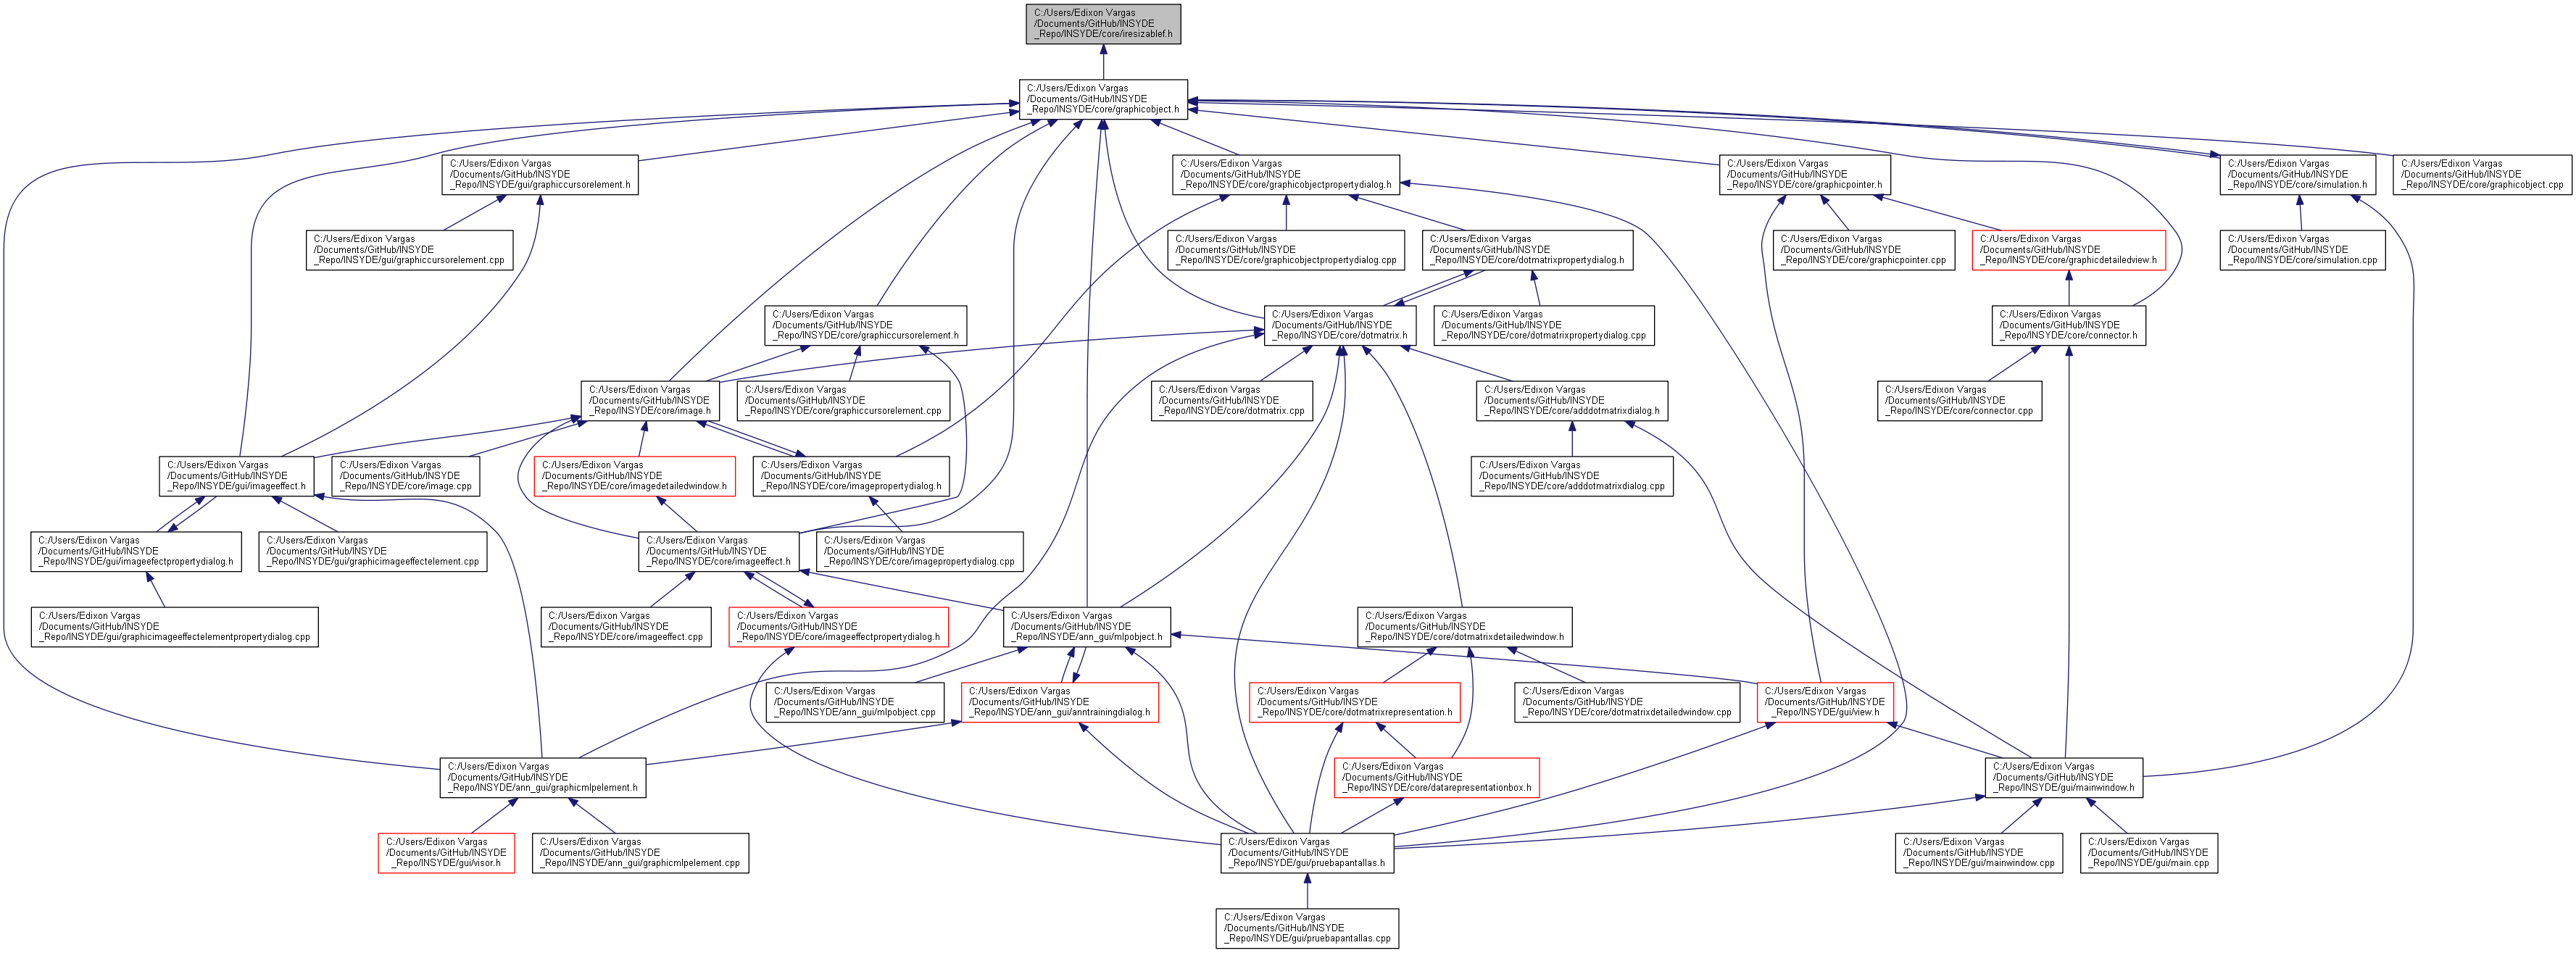 C:/Users/Edixon Vargas
/Documents/GitHub/INSYDE
_Repo/INSYDE/core/iresizablef.h
C:/Users/Edixon Vargas
/Documents/GitHub/INSYDE
_Repo/INSYDE/core/graphicobject.h
C:/Users/Edixon Vargas
/Documents/GitHub/INSYDE
_Repo/INSYDE/gui/graphiccursorelement.h
C:/Users/Edixon Vargas
/Documents/GitHub/INSYDE
_Repo/INSYDE/core/graphicobjectpropertydialog.h
C:/Users/Edixon Vargas
/Documents/GitHub/INSYDE
_Repo/INSYDE/core/graphicpointer.h
C:/Users/Edixon Vargas
/Documents/GitHub/INSYDE
_Repo/INSYDE/core/simulation.h
C:/Users/Edixon Vargas
/Documents/GitHub/INSYDE
_Repo/INSYDE/core/graphicobject.cpp
C:/Users/Edixon Vargas
/Documents/GitHub/INSYDE
_Repo/INSYDE/gui/graphiccursorelement.cpp
C:/Users/Edixon Vargas
/Documents/GitHub/INSYDE
_Repo/INSYDE/core/graphicobjectpropertydialog.cpp
C:/Users/Edixon Vargas
/Documents/GitHub/INSYDE
_Repo/INSYDE/core/dotmatrixpropertydialog.h
C:/Users/Edixon Vargas
/Documents/GitHub/INSYDE
_Repo/INSYDE/core/graphicpointer.cpp
C:/Users/Edixon Vargas
/Documents/GitHub/INSYDE
_Repo/INSYDE/core/graphicdetailedview.h
C:/Users/Edixon Vargas
/Documents/GitHub/INSYDE
_Repo/INSYDE/core/simulation.cpp
C:/Users/Edixon Vargas
/Documents/GitHub/INSYDE
_Repo/INSYDE/core/graphiccursorelement.h
C:/Users/Edixon Vargas
/Documents/GitHub/INSYDE
_Repo/INSYDE/core/dotmatrix.h
C:/Users/Edixon Vargas
/Documents/GitHub/INSYDE
_Repo/INSYDE/core/dotmatrixpropertydialog.cpp
C:/Users/Edixon Vargas
/Documents/GitHub/INSYDE
_Repo/INSYDE/core/connector.h
C:/Users/Edixon Vargas
/Documents/GitHub/INSYDE
_Repo/INSYDE/core/image.h
C:/Users/Edixon Vargas
/Documents/GitHub/INSYDE
_Repo/INSYDE/core/graphiccursorelement.cpp
C:/Users/Edixon Vargas
/Documents/GitHub/INSYDE
_Repo/INSYDE/core/dotmatrix.cpp
C:/Users/Edixon Vargas
/Documents/GitHub/INSYDE
_Repo/INSYDE/core/adddotmatrixdialog.h
C:/Users/Edixon Vargas
/Documents/GitHub/INSYDE
_Repo/INSYDE/core/connector.cpp
C:/Users/Edixon Vargas
/Documents/GitHub/INSYDE
_Repo/INSYDE/gui/imageeffect.h
C:/Users/Edixon Vargas
/Documents/GitHub/INSYDE
_Repo/INSYDE/core/image.cpp
C:/Users/Edixon Vargas
/Documents/GitHub/INSYDE
_Repo/INSYDE/core/imagedetailedwindow.h
C:/Users/Edixon Vargas
/Documents/GitHub/INSYDE
_Repo/INSYDE/core/imagepropertydialog.h
C:/Users/Edixon Vargas
/Documents/GitHub/INSYDE
_Repo/INSYDE/core/adddotmatrixdialog.cpp
C:/Users/Edixon Vargas
/Documents/GitHub/INSYDE
_Repo/INSYDE/gui/imageefectpropertydialog.h
C:/Users/Edixon Vargas
/Documents/GitHub/INSYDE
_Repo/INSYDE/gui/graphicimageeffectelement.cpp
C:/Users/Edixon Vargas
/Documents/GitHub/INSYDE
_Repo/INSYDE/core/imageeffect.h
C:/Users/Edixon Vargas
/Documents/GitHub/INSYDE
_Repo/INSYDE/core/imagepropertydialog.cpp
C:/Users/Edixon Vargas
/Documents/GitHub/INSYDE
_Repo/INSYDE/gui/graphicimageeffectelementpropertydialog.cpp
C:/Users/Edixon Vargas
/Documents/GitHub/INSYDE
_Repo/INSYDE/core/imageeffect.cpp
C:/Users/Edixon Vargas
/Documents/GitHub/INSYDE
_Repo/INSYDE/core/imageeffectpropertydialog.h
C:/Users/Edixon Vargas
/Documents/GitHub/INSYDE
_Repo/INSYDE/ann_gui/mlpobject.h
C:/Users/Edixon Vargas
/Documents/GitHub/INSYDE
_Repo/INSYDE/core/dotmatrixdetailedwindow.h
C:/Users/Edixon Vargas
/Documents/GitHub/INSYDE
_Repo/INSYDE/ann_gui/mlpobject.cpp
C:/Users/Edixon Vargas
/Documents/GitHub/INSYDE
_Repo/INSYDE/ann_gui/anntrainingdialog.h
C:/Users/Edixon Vargas
/Documents/GitHub/INSYDE
_Repo/INSYDE/core/dotmatrixrepresentation.h
C:/Users/Edixon Vargas
/Documents/GitHub/INSYDE
_Repo/INSYDE/core/dotmatrixdetailedwindow.cpp
C:/Users/Edixon Vargas
/Documents/GitHub/INSYDE
_Repo/INSYDE/gui/view.h
C:/Users/Edixon Vargas
/Documents/GitHub/INSYDE
_Repo/INSYDE/ann_gui/graphicmlpelement.h
C:/Users/Edixon Vargas
/Documents/GitHub/INSYDE
_Repo/INSYDE/core/datarepresentationbox.h
C:/Users/Edixon Vargas
/Documents/GitHub/INSYDE
_Repo/INSYDE/gui/mainwindow.h
C:/Users/Edixon Vargas
/Documents/GitHub/INSYDE
_Repo/INSYDE/gui/visor.h
C:/Users/Edixon Vargas
/Documents/GitHub/INSYDE
_Repo/INSYDE/ann_gui/graphicmlpelement.cpp
C:/Users/Edixon Vargas
/Documents/GitHub/INSYDE
_Repo/INSYDE/gui/pruebapantallas.h
C:/Users/Edixon Vargas
/Documents/GitHub/INSYDE
_Repo/INSYDE/gui/mainwindow.cpp
C:/Users/Edixon Vargas
/Documents/GitHub/INSYDE
_Repo/INSYDE/gui/main.cpp
C:/Users/Edixon Vargas
/Documents/GitHub/INSYDE
_Repo/INSYDE/gui/pruebapantallas.cpp